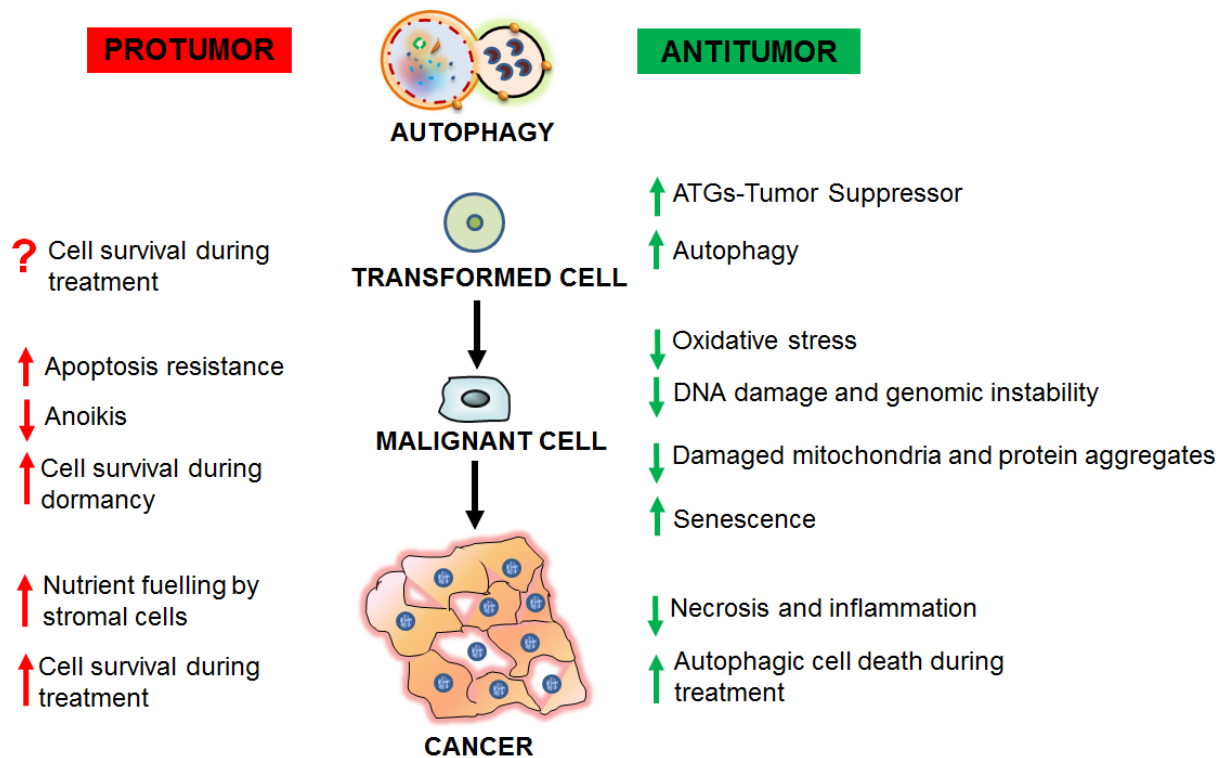 PROTUMOR
ANTITUMOR
AUTOPHAGY
ATGs-Tumor Suppressor
? Cell survival during
treatment
Autophagy
TRANSFORMED CELL
Oxidative stress
Apoptosis resistance
DNA damage and genomic instability
Anoikis
MALIGNANT CELL
Damaged mitochondria and protein aggregates
Cell survival during
dormancy
Senescence
Nutrient fuelling by
stromal cells
Necrosis and inflammation
Cell survival during
treatment
Autophagic cell death during
treatment
CANCER